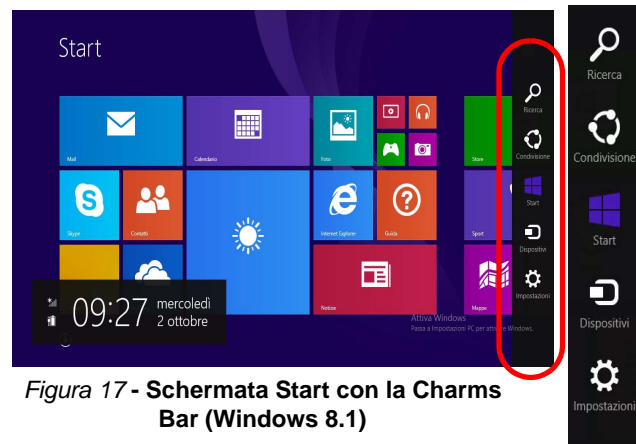 Start
Mail
Calendario
Foto
Store
Skype
Contatti
Internet Explorer
Guida
Sport
Notizie
Mappe
09:27
mercoledì
2 ottobre
Attiva Windows
Passa a Impostazioni PC per attivare Windows.
Ricerca
Condivisione
Start
Dispositivi
Impostazioni
Ricerca
Condivisione
Start
Dispositivi
Impostazioni
Figura 17 - Schermata Start con la Charms
Bar (Windows 8.1)